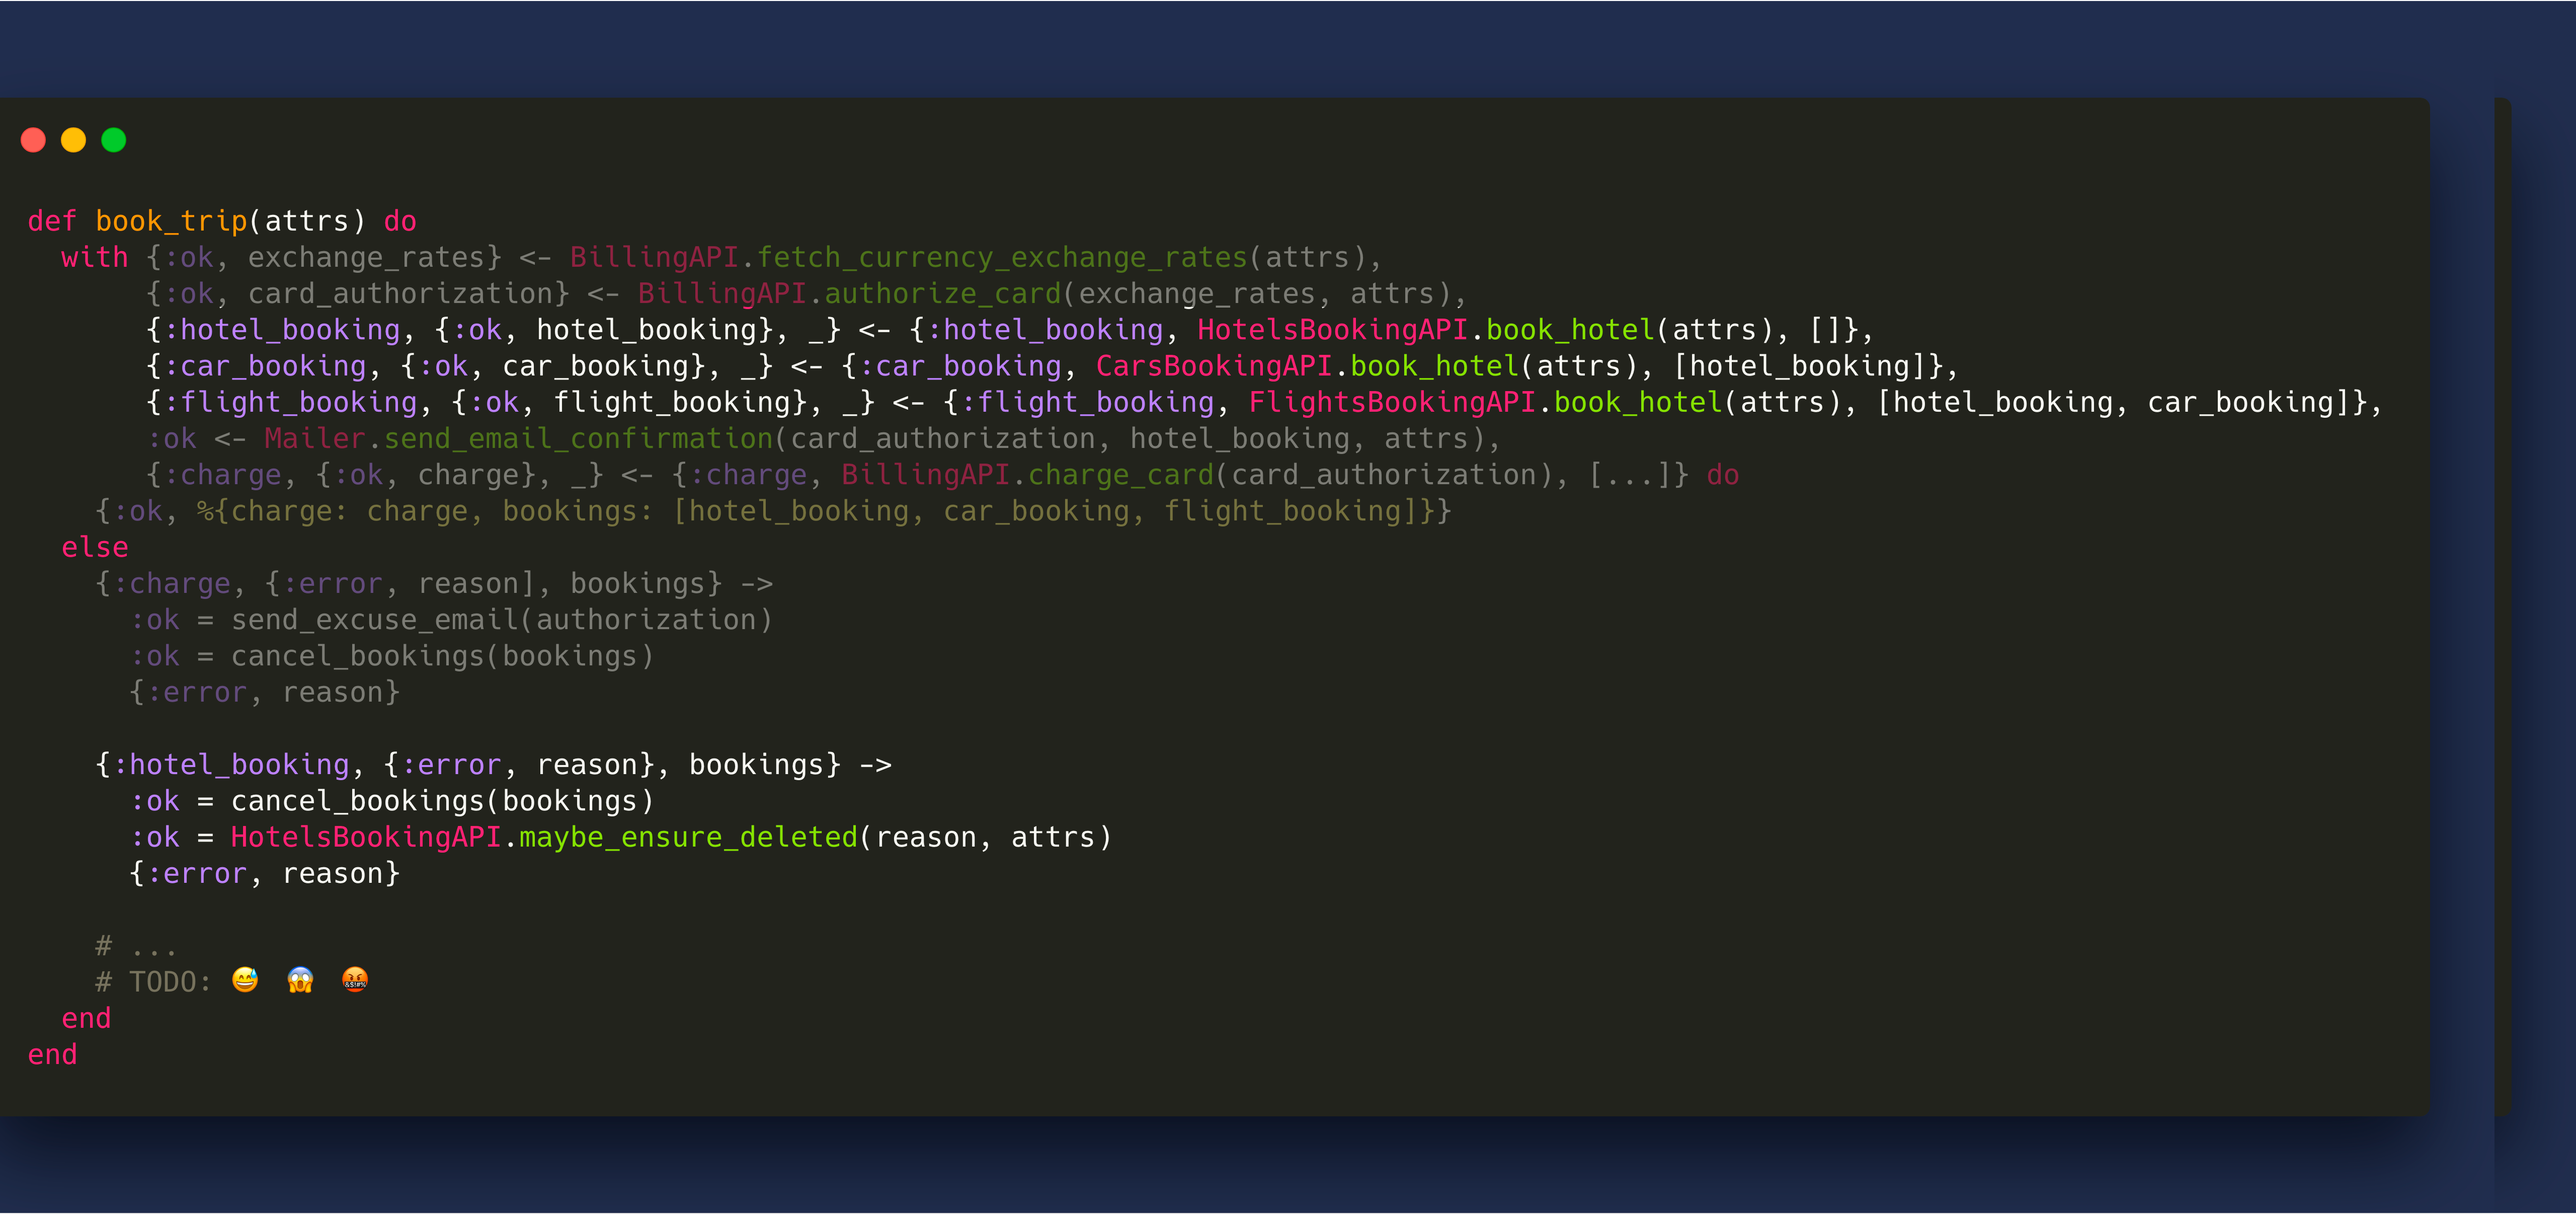 def book_trip(attrs) do
  with {:ok, exchange_rates} <- BillingAPI.fetch_currency_exchange_rates(attrs),
       {:ok, card_authorization} <- BillingAPI.authorize_card(exchange_rates, attrs),
       {:hotel_booking, {:ok, hotel_booking}, _} <- {:hotel_booking, HotelsBookingAPI.book_hotel(attrs), []},
       {:car_booking, {:ok, car_booking}, _} <- {:car_booking, CarsBookingAPI.book_hotel(attrs), [hotel_booking]},
       {:flight_booking, {:ok, flight_booking}, _} <- {:flight_booking, FlightsBookingAPI.book_hotel(attrs), [hotel_booking, car_booking]},
       :ok <- Mailer.send_email_confirmation(card_authorization, hotel_booking, attrs),
       {:charge, {:ok, charge}, _} <- {:charge, BillingAPI.charge_card(card_authorization), [...]} do
    {:ok, %{charge: charge, bookings: [hotel_booking, car_booking, flight_booking]}}
  else
    {:charge, {:error, reason], bookings} ->
      :ok = send_excuse_email(authorization)
      :ok = cancel_bookings(bookings)
      {:error, reason}

    {:hotel_booking, {:error, reason}, bookings} ->
      :ok = cancel_bookings(bookings)
      :ok = HotelsBookingAPI.maybe_ensure_deleted(reason, attrs)
      {:error, reason}

    # ...
    # TODO: 😅 😱 🤬
  end
end